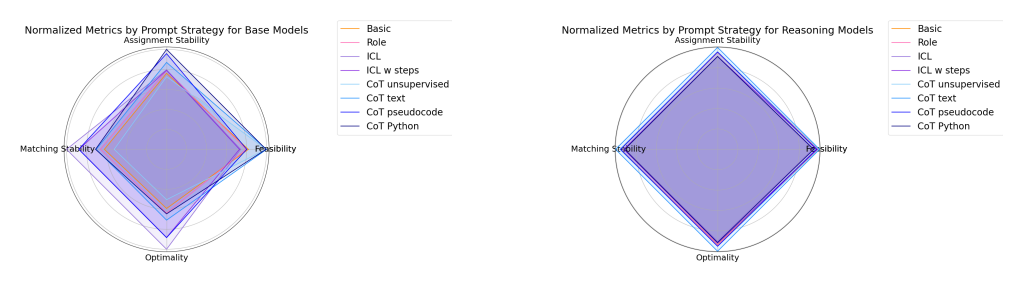 Normalized Metrics by Prompt Strategy for Base Models
Assignment Stability
Matching Stability
Feasibility
Optimality
Basic
Role
ICL
ICL w steps
CoT unsupervised
CoT text
CoT pseudocode
CoT Python
Normalized Metrics by Prompt Strategy for Reasoning Models
Assignment Stability
Matching Stability
Feasibility
Optimality
Basic
Role
ICL
ICL w steps
CoT unsupervised
CoT text
CoT pseudocode
CoT Python